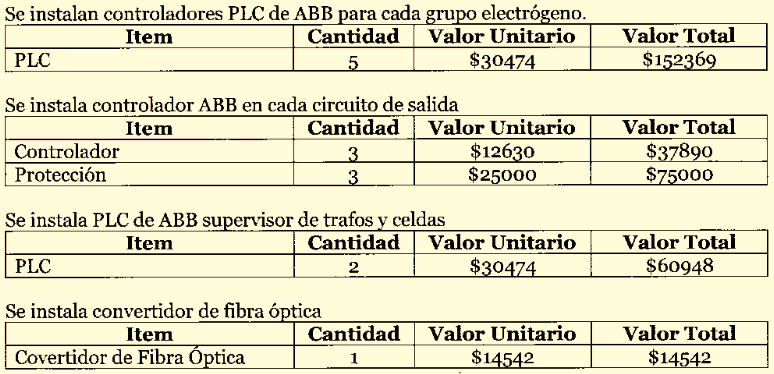 Se instalan controladores PLC de ABB para cada grupo electrógeno.
Item Cantidad Valor Unitario Valor Total
PLC 5 $30474 $152369
Se instala controlador ABB en cada circuito de salida
Item Cantidad Valor Unitario Valor Total
Controlador 3 $12630 $37890
Protección 3 $25000 $75000
Se instala PLC de ABB supervisor de trafos y celdas
Item Cantidad Valor Unitario Valor Total
PLC 2 $30474 $60948
Se instala convertidor de fibra óptica
Item Cantidad Valor Unitario Valor Total
Covertidor de Fibra Óptica 1 $14542 $14542